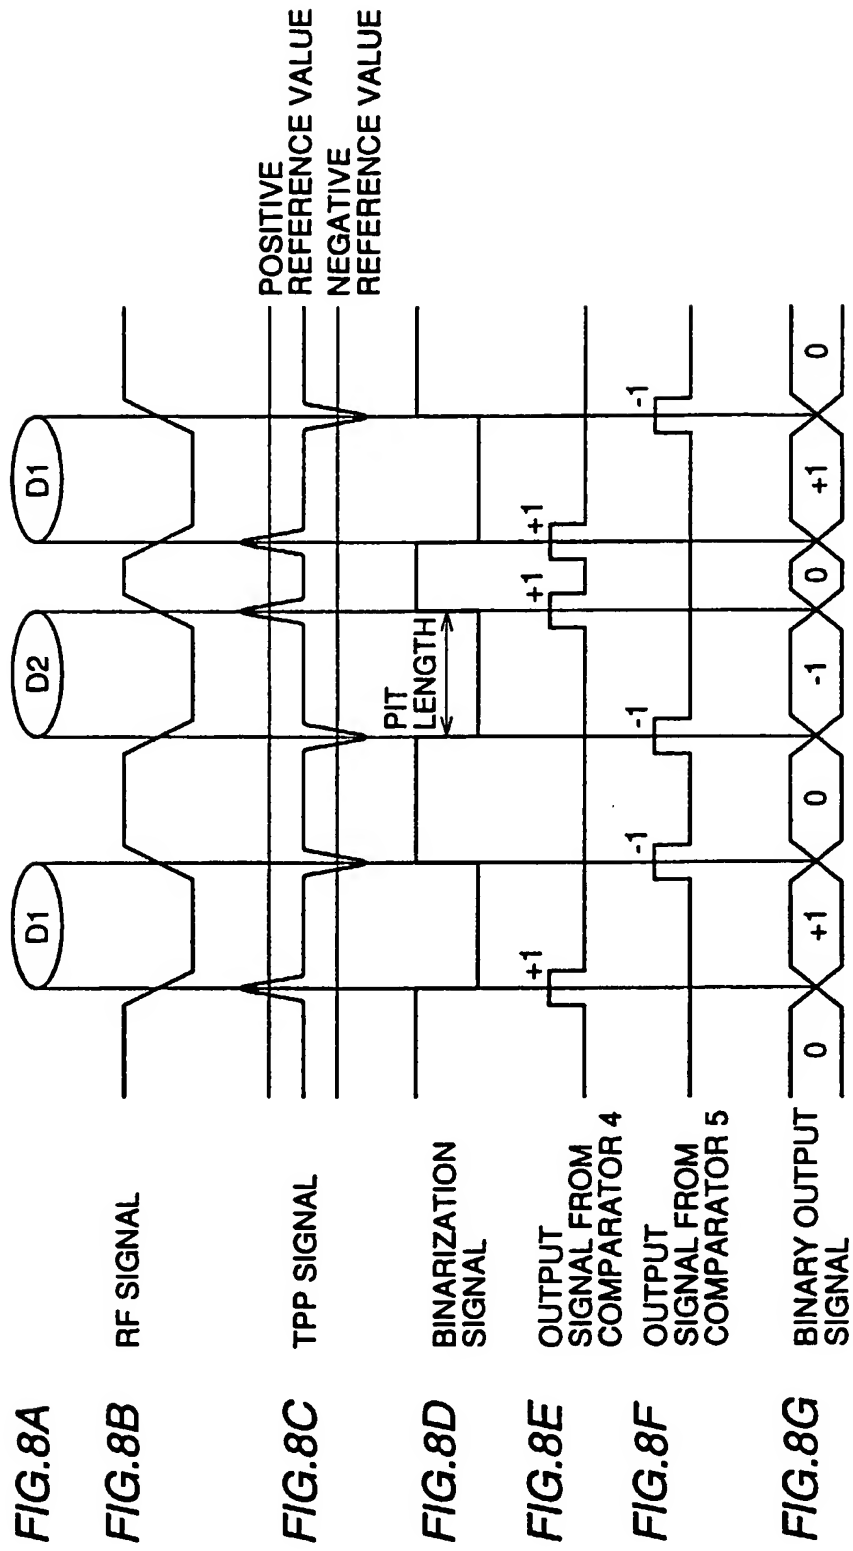 FIG.8A
D1
D2
D1
FIG.8B
RF SIGNAL
FIG.8C
TPP SIGNAL
POSITIVE
REFERENCE VALUE
NEGATIVE
REFERENCE VALUE
FIG.8D
BINARIZATION
SIGNAL
PIT
LENGTH
FIG.8E
OUTPUT
SIGNAL FROM
COMPARATOR 4
+1
+1
+1
FIG.8F
OUTPUT
SIGNAL FROM
COMPARATOR 5
-1
-1
-1
FIG.8G
BINARY OUTPUT
SIGNAL
0
+1
0
-1
0
+1
0